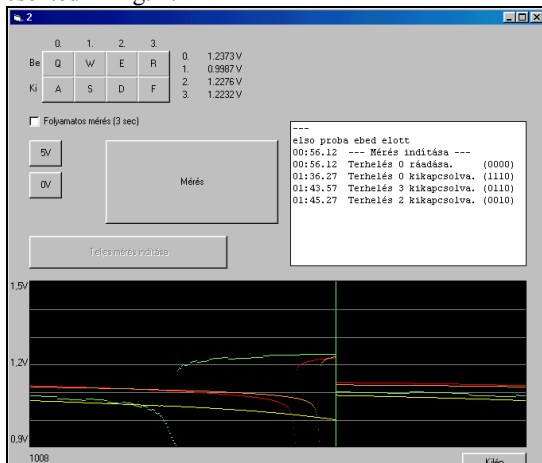 2
0. 1. 2. 3.
Be Q W E R
Ki A S D F
0. 1.2373 V
1. 0.9987 V
2. 1.2276 V
3. 1.2232 V
Folyamatos mérés (3 sec)
5V
0V
Mérés
Teljes mérés indítása
---
elso proba ebed elott
00:56.12 --- Mérés indítása ---
00:56.12 Terhelés 0 ráadása. (0000)
01:36.27 Terhelés 0 kikapcsolva. (1110)
01:43.57 Terhelés 3 kikapcsolva. (0110)
01:45.27 Terhelés 2 kikapcsolva. (0010)
1,5V
1,2V
0,9V
1008
Kilép